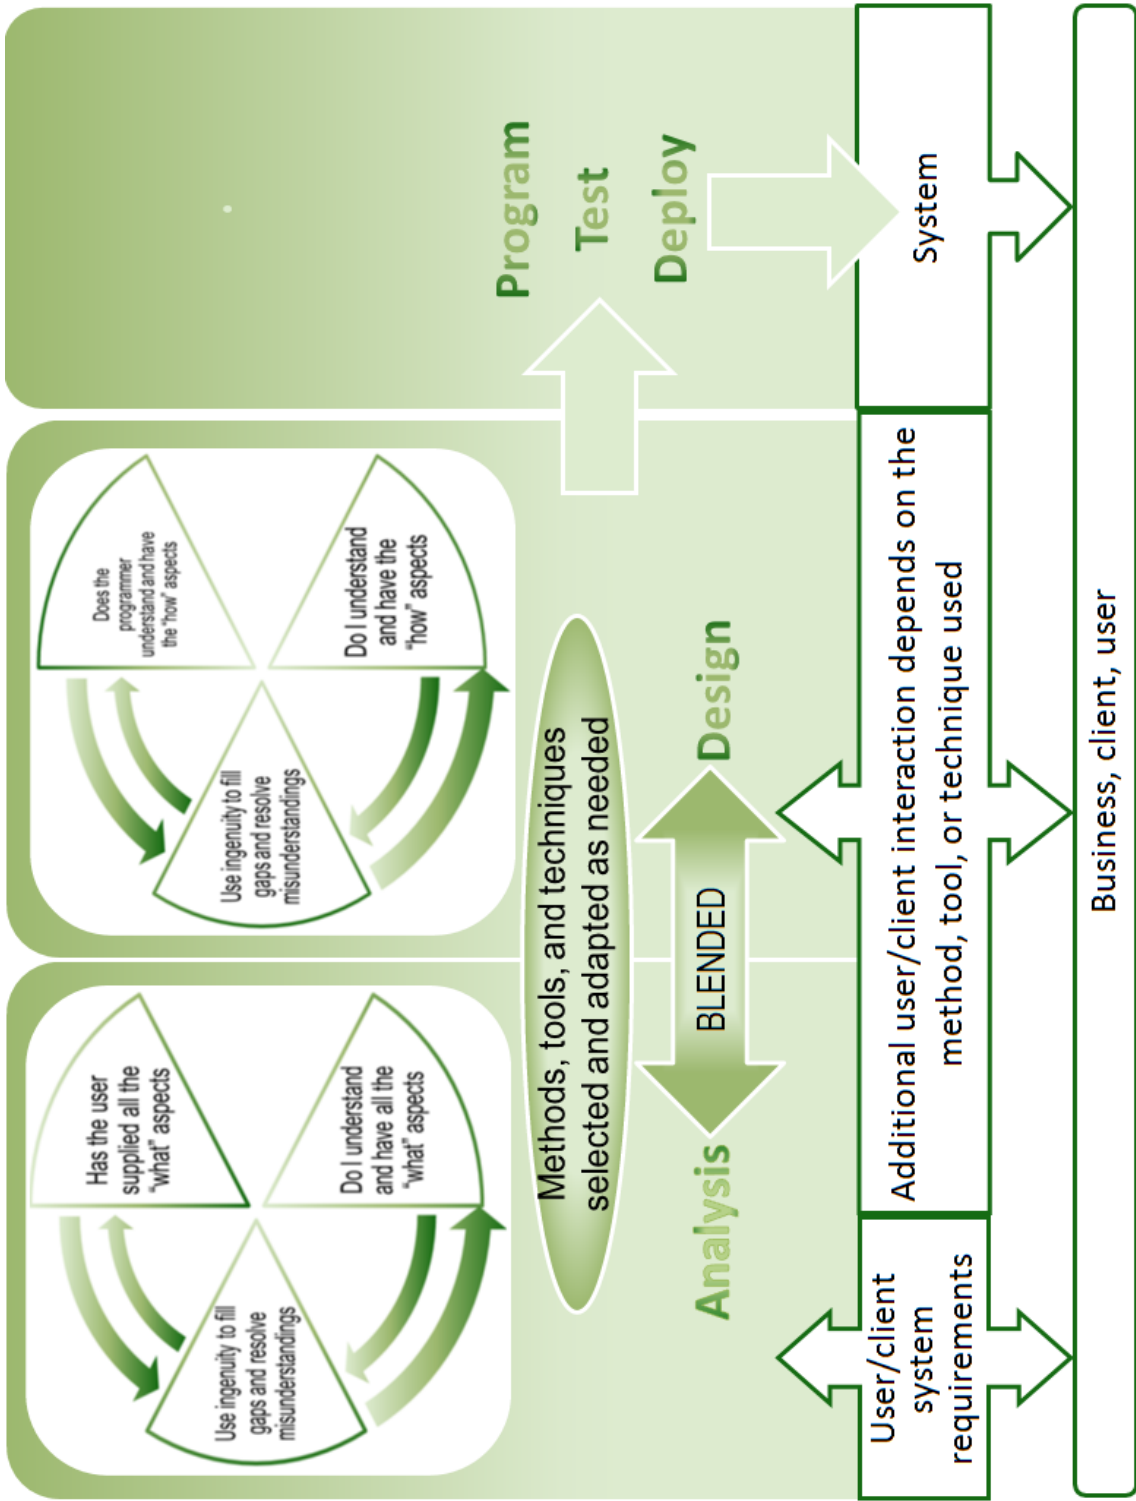 Has the user
supplied all the
"what" aspects
Use ingenuity to fill
gaps and resolve
misunderstandings
Do I understand
and have all the
"what" aspects
Does the
programmer
understand and have
the "how" aspects
Use ingenuity to fill
gaps and resolve
misunderstandings
Do I understand
and have the
"how" aspects
Methods, tools, and techniques
selected and adapted as needed
Analysis
BLENDED
Design
Program
Test
Deploy
User/client
system
requirements
Additional user/client interaction depends on the
method, tool, or technique used
System
Business, client, user